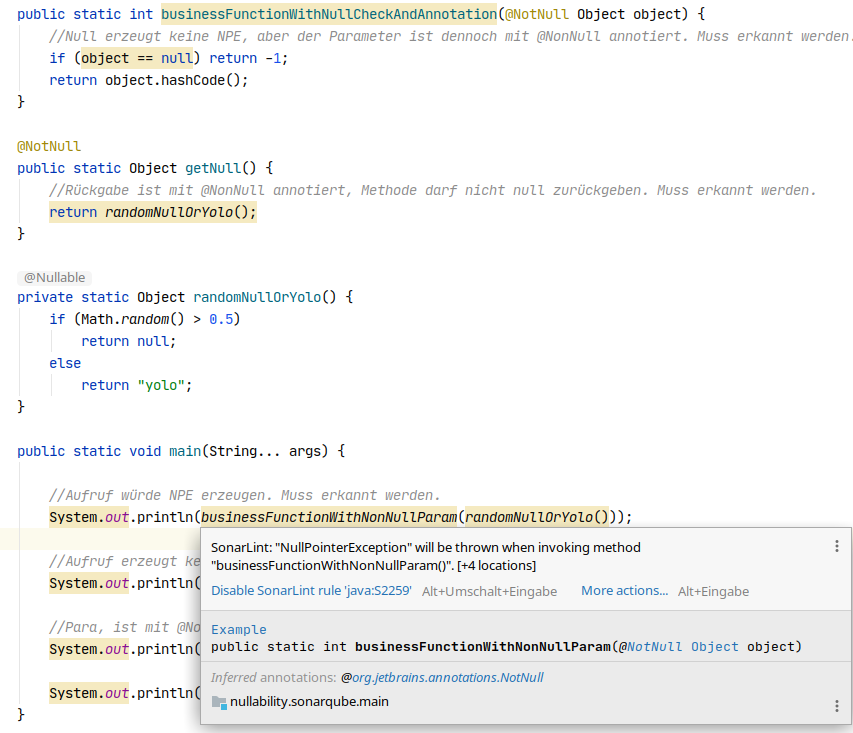 public static int businessFunctionWithNullCheckAndAnnotation(@NotNull Object object) {
//Null erzeugt keine NPE, aber der Parameter ist dennoch mit @NonNull annotiert. Muss erkannt werden.
if (object == null) return -1;
return object.hashCode();
}
@NotNull
public static Object getNull() {
//Rückgabe ist mit @NonNull annotiert, Methode darf nicht null zurückgeben. Muss erkannt werden.
return randomNullOrYolo();
}
@Nullable
private static Object randomNullOrYolo() {
if (Math.random() > 0.5)
return null;
else
return "yolo";
}
public static void main(String... args) {
//Aufruf würde NPE erzeugen. Muss erkannt werden.
System.out.println(businessFunctionWithNonNullParam(randomNullOrYolo()));
//Aufruf erzeugt ke
System.out.println(
//Para, ist mit @No
System.out.println(
System.out.println(
}
SonarLint: "NullPointerException" will be thrown when invoking method
"businessFunctionWithNonNullParam()". [+4 locations]
Disable SonarLint rule 'java:S2259' Alt+Umschalt+Eingabe More actions... Alt+Eingabe
Example
public static int businessFunctionWithNonNullParam(@NotNull Object object)
Inferred annotations: @org.jetbrains.annotations.NotNull
nullability.sonarqube.main